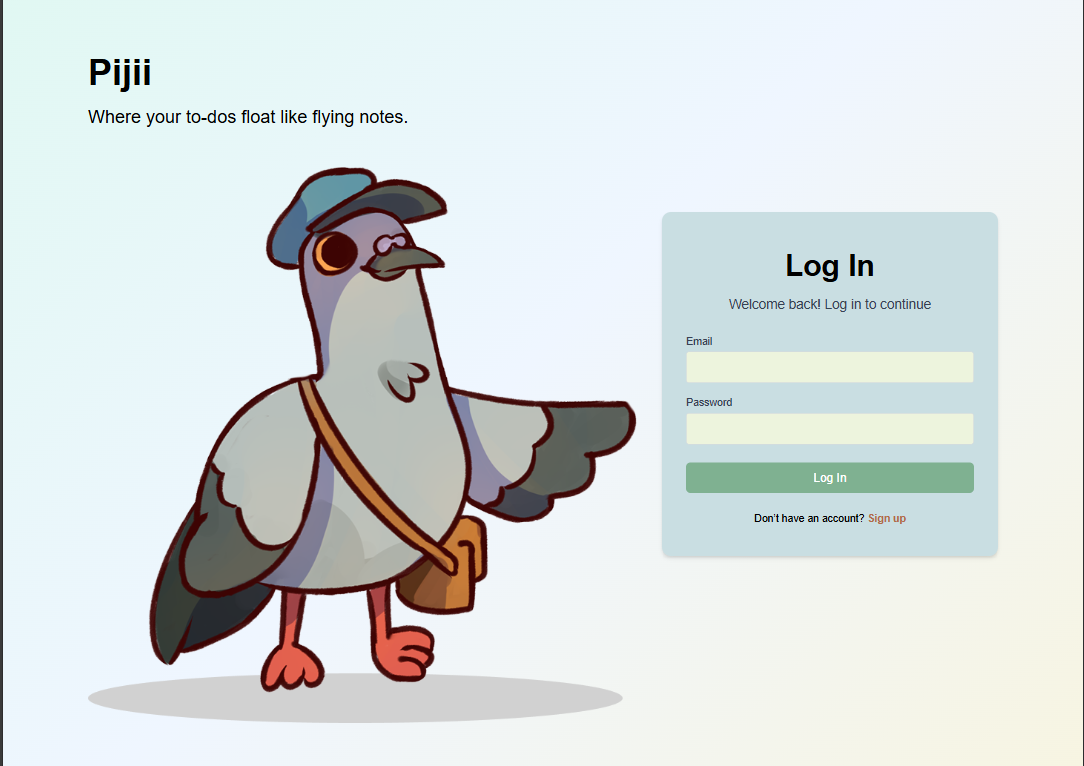 Pijii
Where your to-dos float like flying notes.
Log In
Welcome back! Log in to continue
Email
Password
Log In
Don't have an account? Sign up